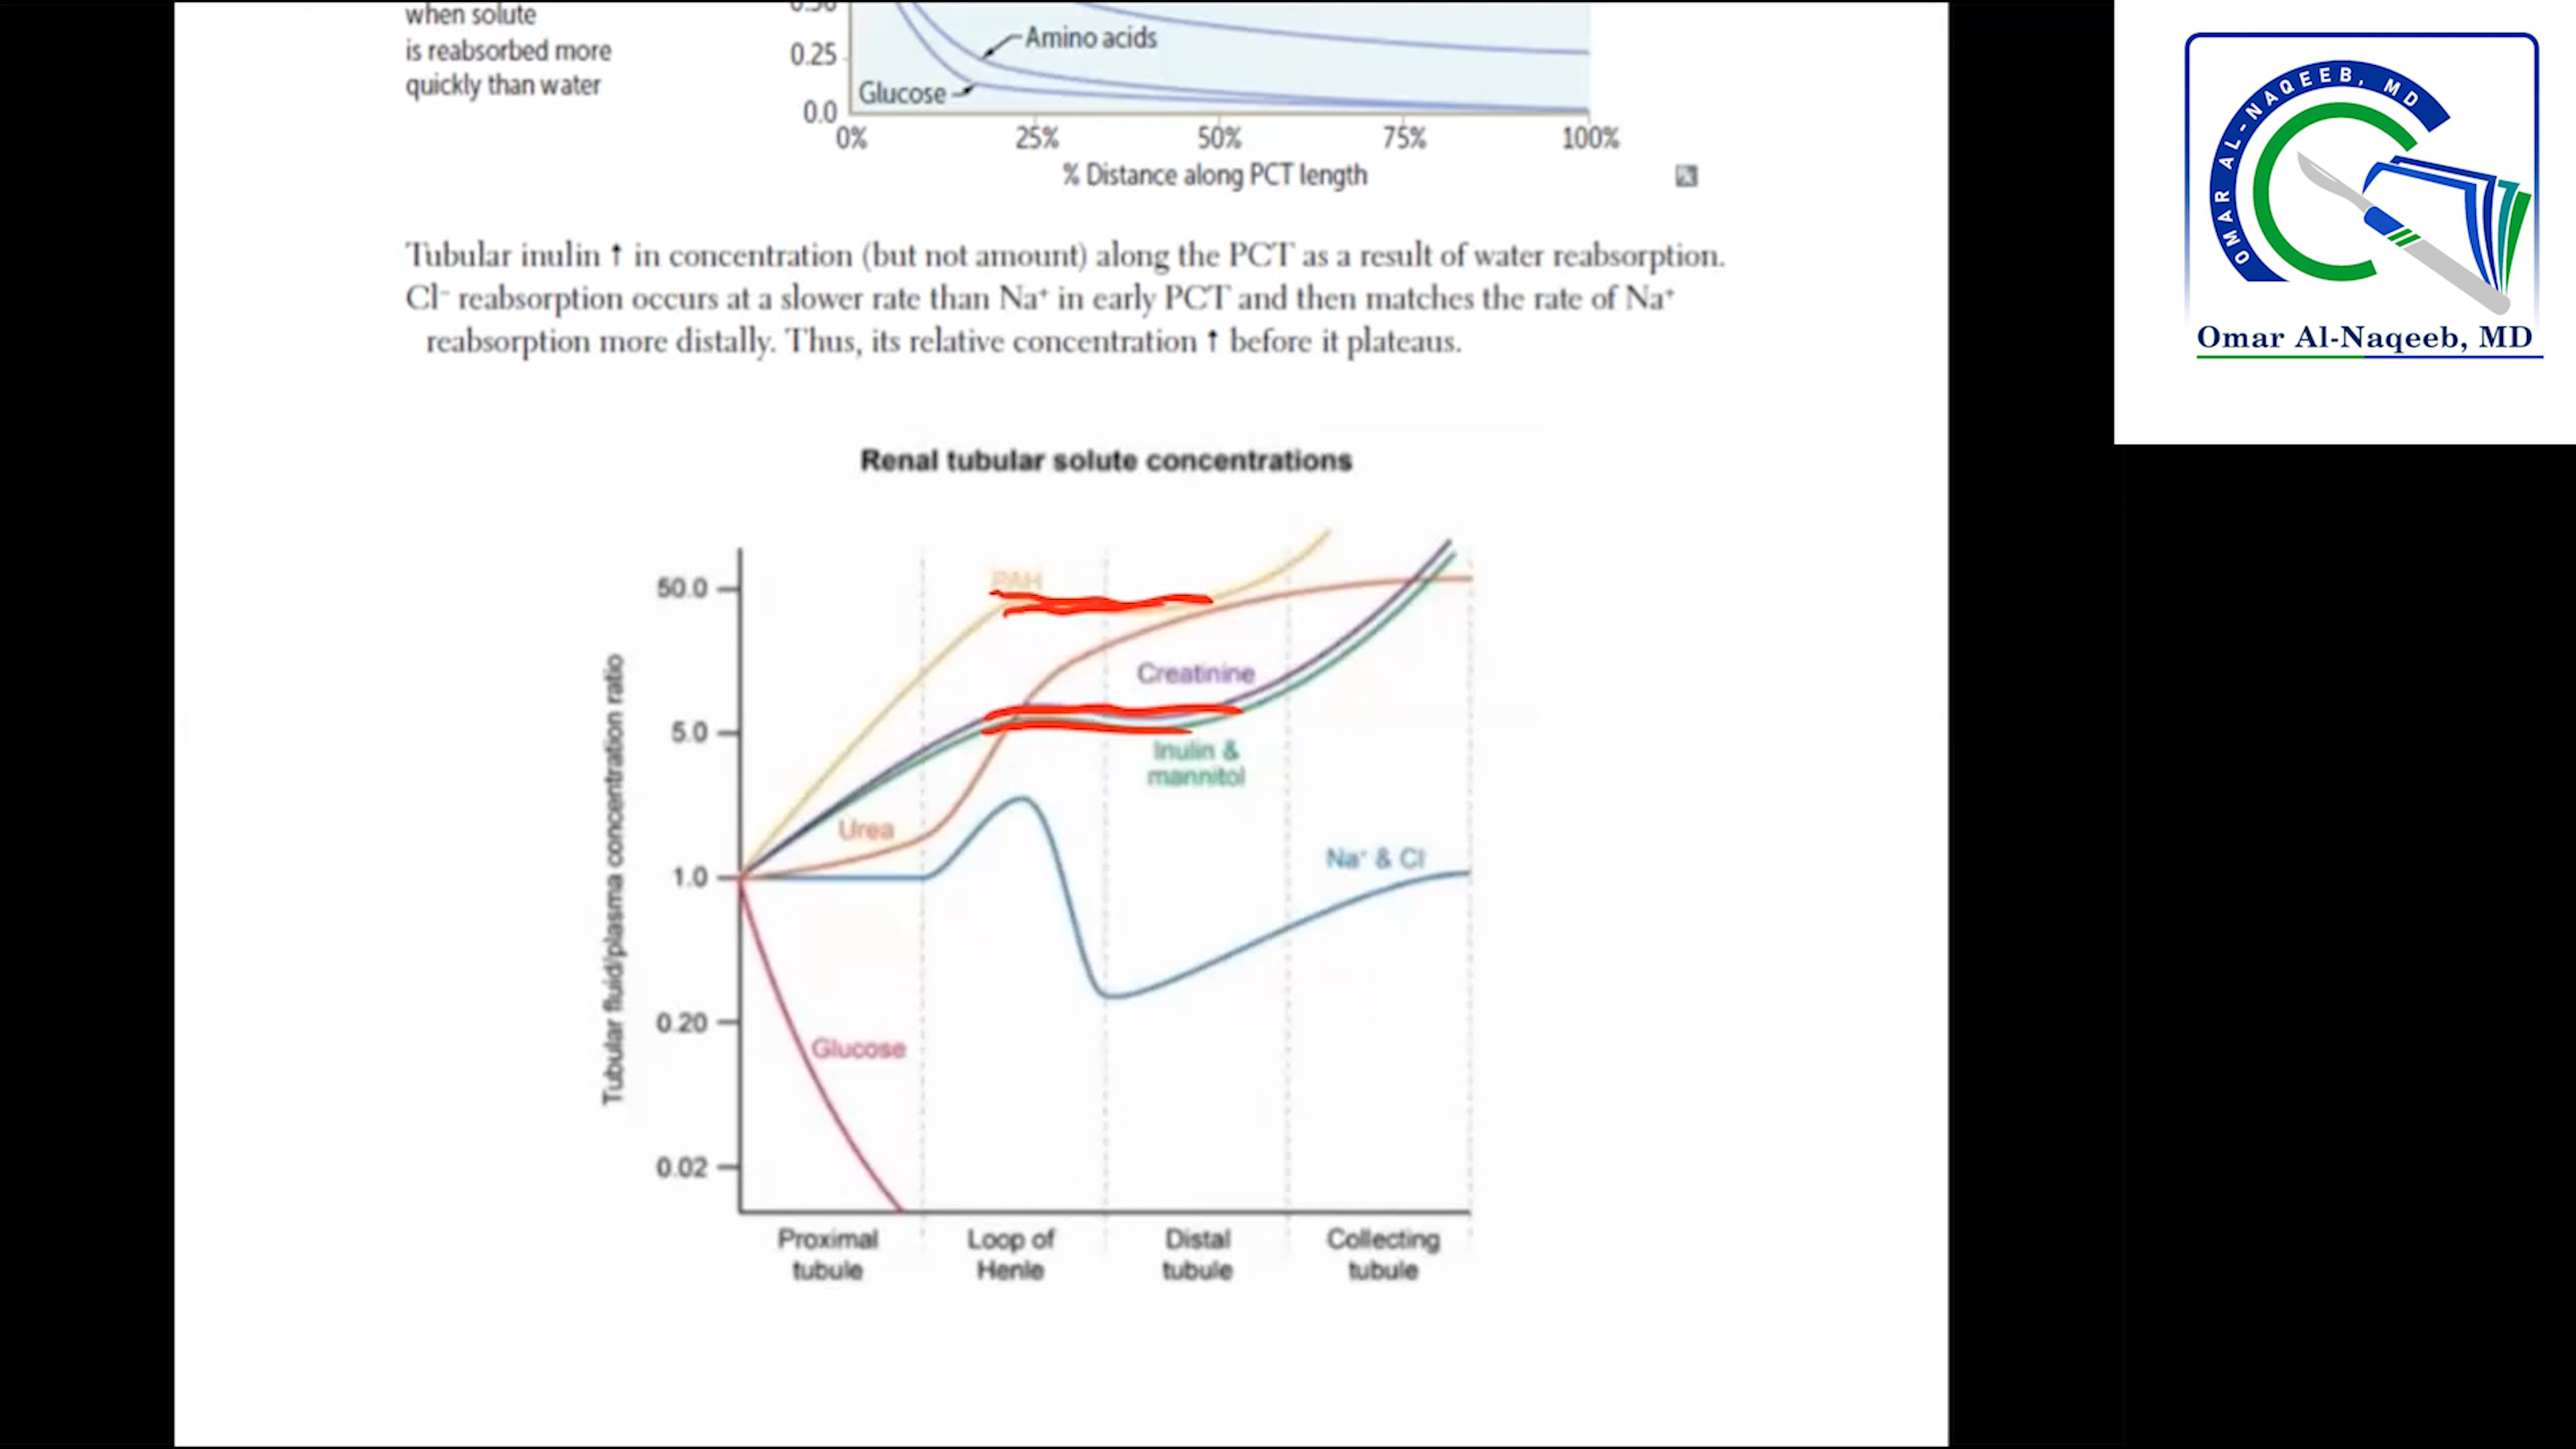 when solute
is reabsorbed more
quickly than water
0.25
Amino acids
Glucose
0.0
0% 25% 50% 75% 100%
% Distance along PCT length
Tubular inulin ↑ in concentration (but not amount) along the PCT as a result of water reabsorption.
Cl⁻ reabsorption occurs at a slower rate than Na⁺ in early PCT and then matches the rate of Na⁺
reabsorption more distally. Thus, its relative concentration ↑ before it plateaus.
OMAR AL-NAQEEB, MD
Omar Al-Naqeeb, MD
Renal tubular solute concentrations
Tubular fluid/plasma concentration ratio
50.0
5.0
1.0
0.20
0.02
PAH
Creatinine
Inulin &
mannitol
Urea
Na⁺ & Cl
Glucose
Proximal
tubule
Loop of
Henle
Distal
tubule
Collecting
tubule